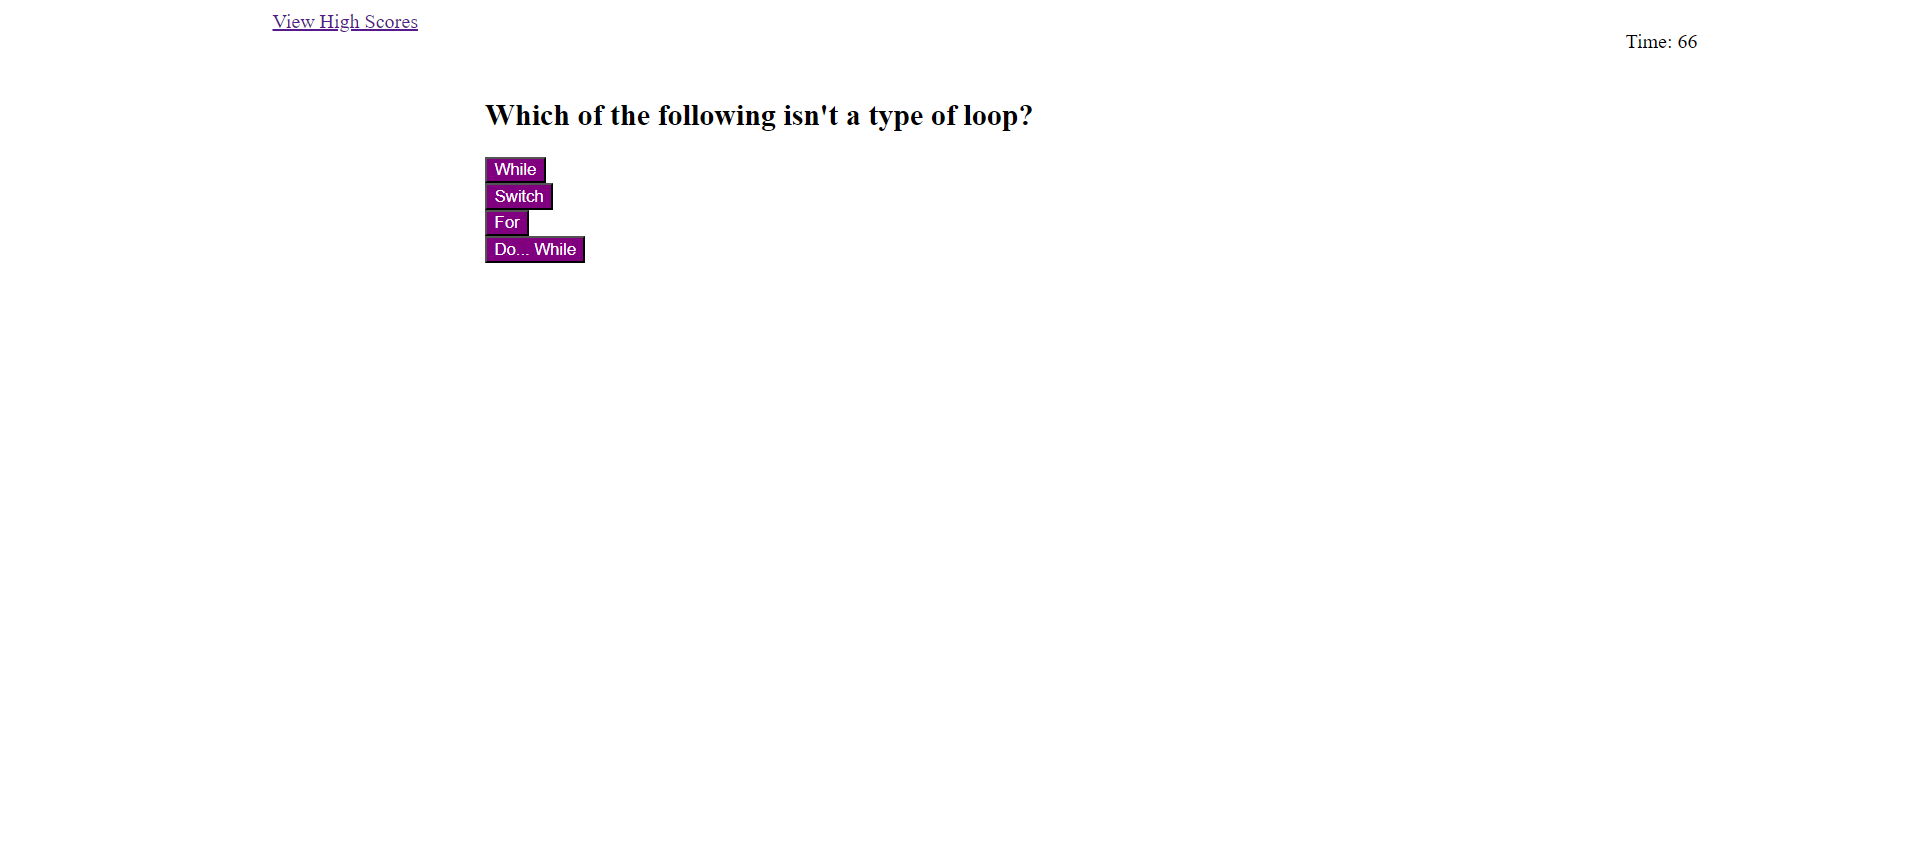 View High Scores
Time: 66
Which of the following isn't a type of loop?
While
Switch
For
Do... While